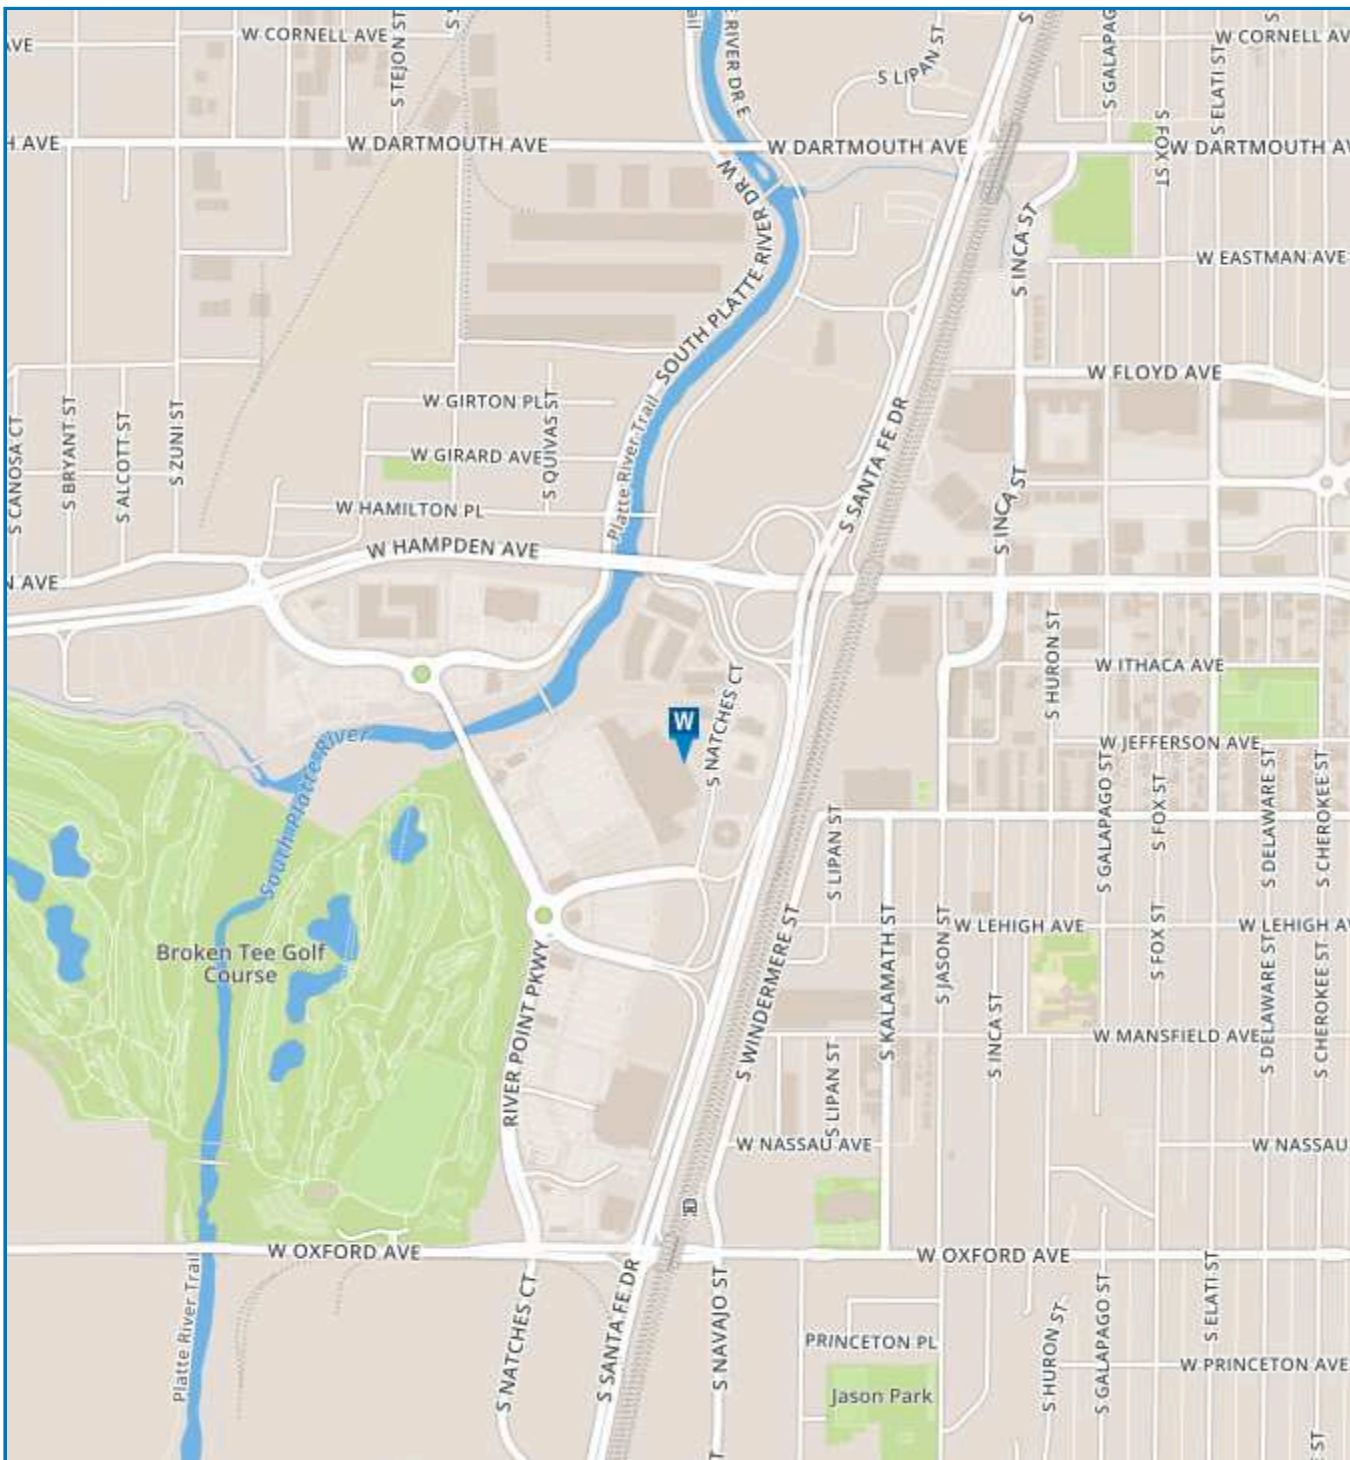 W CORNELL AVE
S TEJON ST
RIVER DR E
S LIPAN ST
S GALAPAG
W CORNELL AV
S ELATI ST
AVE
H AVE
W DARTMOUTH AVE
W DARTMOUTH AVE
S FOX ST
W DARTMOUTH AV
SOUTH PLATTE RIVER DR W
S INCA ST
W EASTMAN AVE
W FLOYD AVE
S CANOSA CT
S BRYANT ST
S ALCOTT ST
S ZUNI ST
W GIRTON PL
S QUIVAS ST
W GIRARD AVE
W HAMILTON PL
Platte River Trail
S SANTA FE DR
S INCA ST
W HAMPDEN AVE
N AVE
S HURON ST
W ITHACA AVE
W
S NATCHES CT
W JEFFERSON AVE
South Platte River
S LIPAN ST
S GALAPAGO ST
S FOX ST
S DELAWARE ST
S CHEROKEE ST
Broken Tee Golf
Course
RIVER POINT PKWY
S WINDERMERE ST
S KALAMATH ST
S JASON ST
W LEHIGH AVE
W LEHIGH AV
S FOX ST
S DELAWARE ST
S CHEROKEE ST
S INCA ST
W MANSFIELD AVE
S LIPAN ST
W NASSAU AVE
W NASSAU
W OXFORD AVE
W OXFORD AVE
Platte River Trail
S NATCHES CT
S SANTA FE DR
S NAVAJO ST
PRINCETON PL
Jason Park
S HURON ST
S GALAPAGO ST
S ELATI ST
W PRINCETON AVE
ST